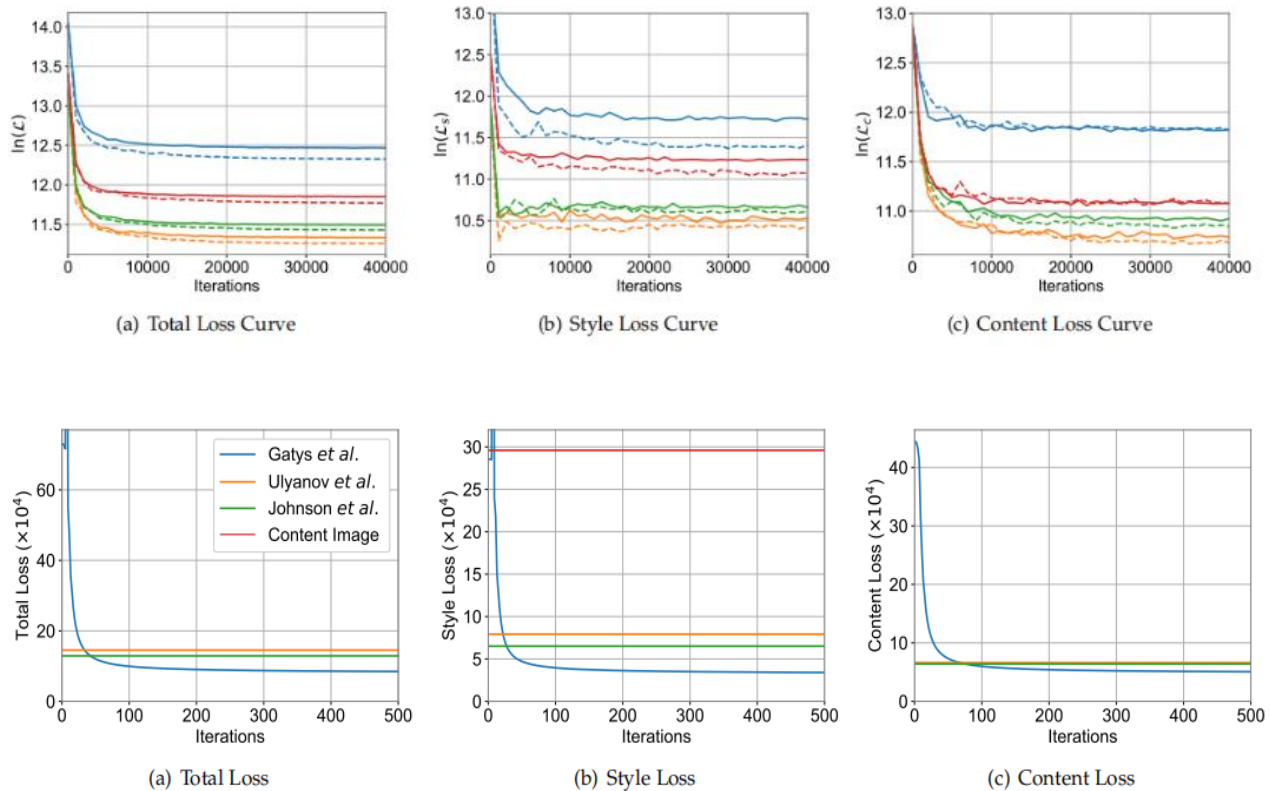 14.0
13.5
13.0
12.5
12.0
11.5
ln(ℒ)
0 10000 20000 30000 40000
Iterations
(a) Total Loss Curve
13.0
12.5
12.0
11.5
11.0
10.5
ln(ℒs)
0 10000 20000 30000 40000
Iterations
(b) Style Loss Curve
13.0
12.5
12.0
11.5
11.0
ln(ℒc)
0 10000 20000 30000 40000
Iterations
(c) Content Loss Curve
60
40
20
0
Total Loss (×10⁴)
Gatys et al.
Ulyanov et al.
Johnson et al.
Content Image
0 100 200 300 400 500
Iterations
(a) Total Loss
30
25
20
15
10
5
0
Style Loss (×10⁴)
0 100 200 300 400 500
Iterations
(b) Style Loss
40
30
20
10
0
Content Loss (×10⁴)
0 100 200 300 400 500
Iterations
(c) Content Loss